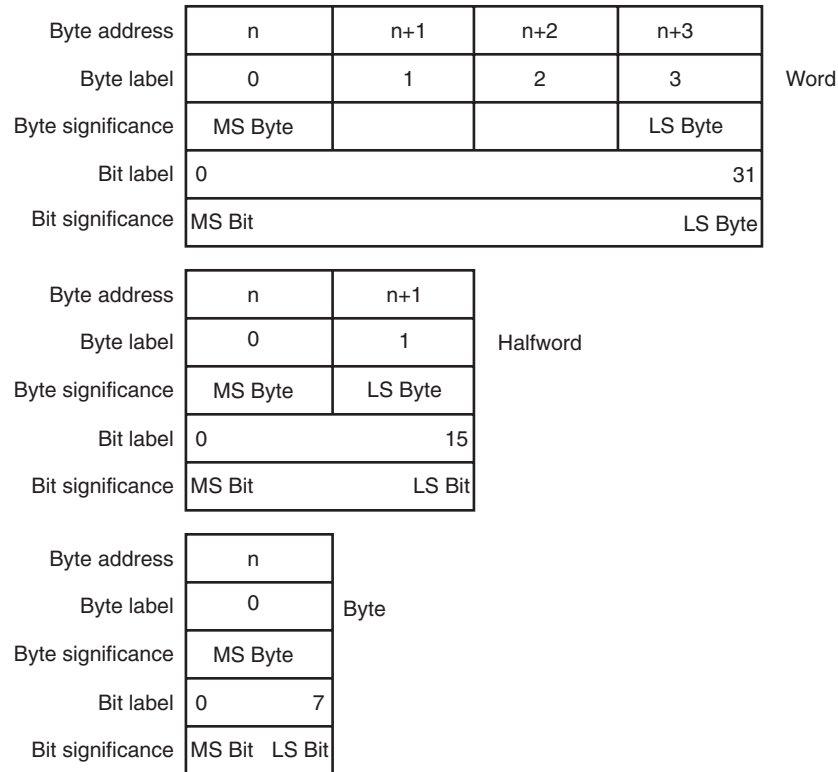 Byte address n n+1 n+2 n+3
Byte label 0 1 2 3 Word
Byte significance MS Byte LS Byte
Bit label 0 31
Bit significance MS Bit LS Byte
Byte address n n+1
Byte label 0 1 Halfword
Byte significance MS Byte LS Byte
Bit label 0 15
Bit significance MS Bit LS Bit
Byte address n
Byte label 0 Byte
Byte significance MS Byte
Bit label 0 7
Bit significance MS Bit LS Bit